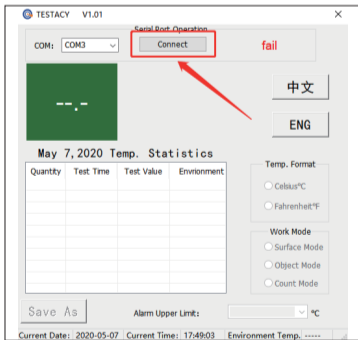 TESTACY V1.01
Serial Port Operation
COM: COM3 Connect fail
--.-
中文
ENG
May 7,2020 Temp. Statistics
Quantity Test Time Test Value Envrionment
Temp. Format
Celsius°C
Fahrenheit°F
Work Mode
Surface Mode
Object Mode
Count Mode
Save As Alarm Upper Limit: °C
Current Date: 2020-05-07 Current Time: 17:49:03 Environment Temp. -----